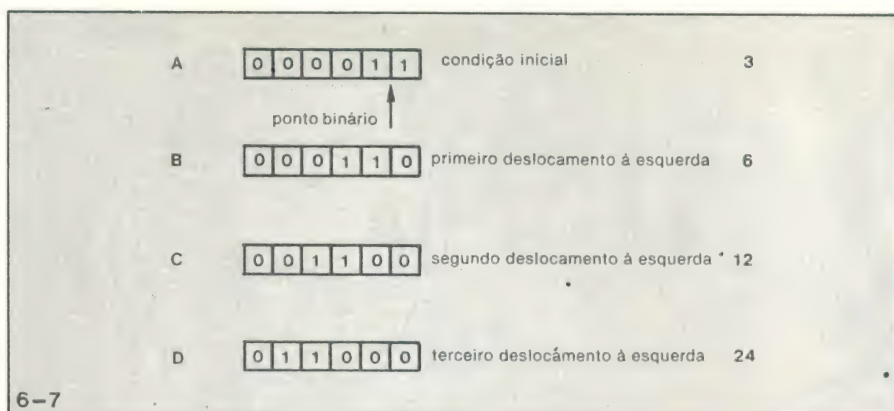 A 0 0 0 0 1 1 condição inicial 3
ponto binário
B 0 0 0 1 1 0 primeiro deslocamento à esquerda 6
C 0 0 1 1 0 0 segundo deslocamento à esquerda 12
D 0 1 1 0 0 0 terceiro deslocamento à esquerda 24
6-7